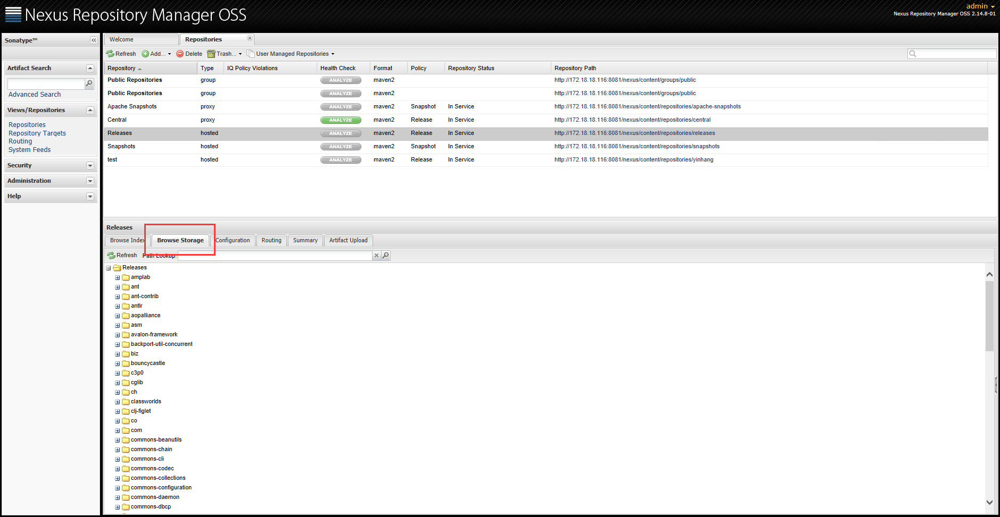 Nexus Repository Manager OSS
admin
Nexus Repository Manager OSS 2.14.8-01
Sonatype™
Artifact Search
Advanced Search
Views/Repositories
Repositories
Repository Targets
Routing
System Feeds
Security
Administration
Help
Welcome
Repositories
Refresh Add... Delete Trash... User Managed Repositories
Repository Type IQ Policy Violations Health Check Format Policy Repository Status Repository Path
Public Repositories group ANALYZE maven2 http://172.18.18.116:8081/nexus/content/groups/public
Public Repositories group ANALYZE maven2 http://172.18.18.116:8081/nexus/content/groups/public
Apache Snapshots proxy ANALYZE maven2 Snapshot In Service http://172.18.18.116:8081/nexus/content/repositories/apache-snapshots
Central proxy ANALYZE maven2 Release In Service http://172.18.18.116:8081/nexus/content/repositories/central
Releases hosted ANALYZE maven2 Release In Service http://172.18.18.116:8081/nexus/content/repositories/releases
Snapshots hosted ANALYZE maven2 Snapshot In Service http://172.18.18.116:8081/nexus/content/repositories/snapshots
test hosted ANALYZE maven2 Release In Service http://172.18.18.116:8081/nexus/content/repositories/yinhang
Releases
Browse Index Browse Storage Configuration Routing Summary Artifact Upload
Refresh Path Lookup:
Releases
amplab
ant
ant-contrib
antlr
aopalliance
asm
avalon-framework
backport-util-concurrent
biz
bouncycastle
c3p0
cglib
ch
classworlds
clj-figlet
co
com
commons-beanutils
commons-chain
commons-cli
commons-codec
commons-collections
commons-configuration
commons-daemon
commons-dbcp